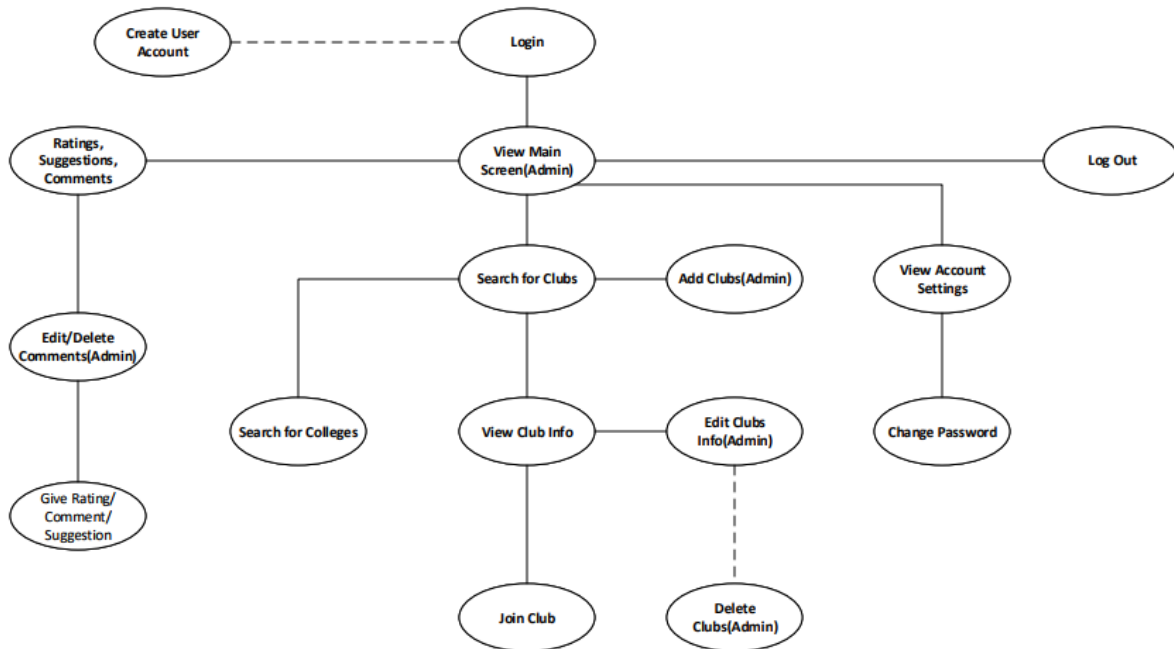 Create User
Account
Login
Ratings,
Suggestions,
Comments
View Main
Screen(Admin)
Log Out
Search for Clubs
Add Clubs(Admin)
View Account
Settings
Edit/Delete
Comments(Admin)
Search for Colleges
View Club Info
Edit Clubs
Info(Admin)
Change Password
Give Rating/
Comment/
Suggestion
Join Club
Delete
Clubs(Admin)